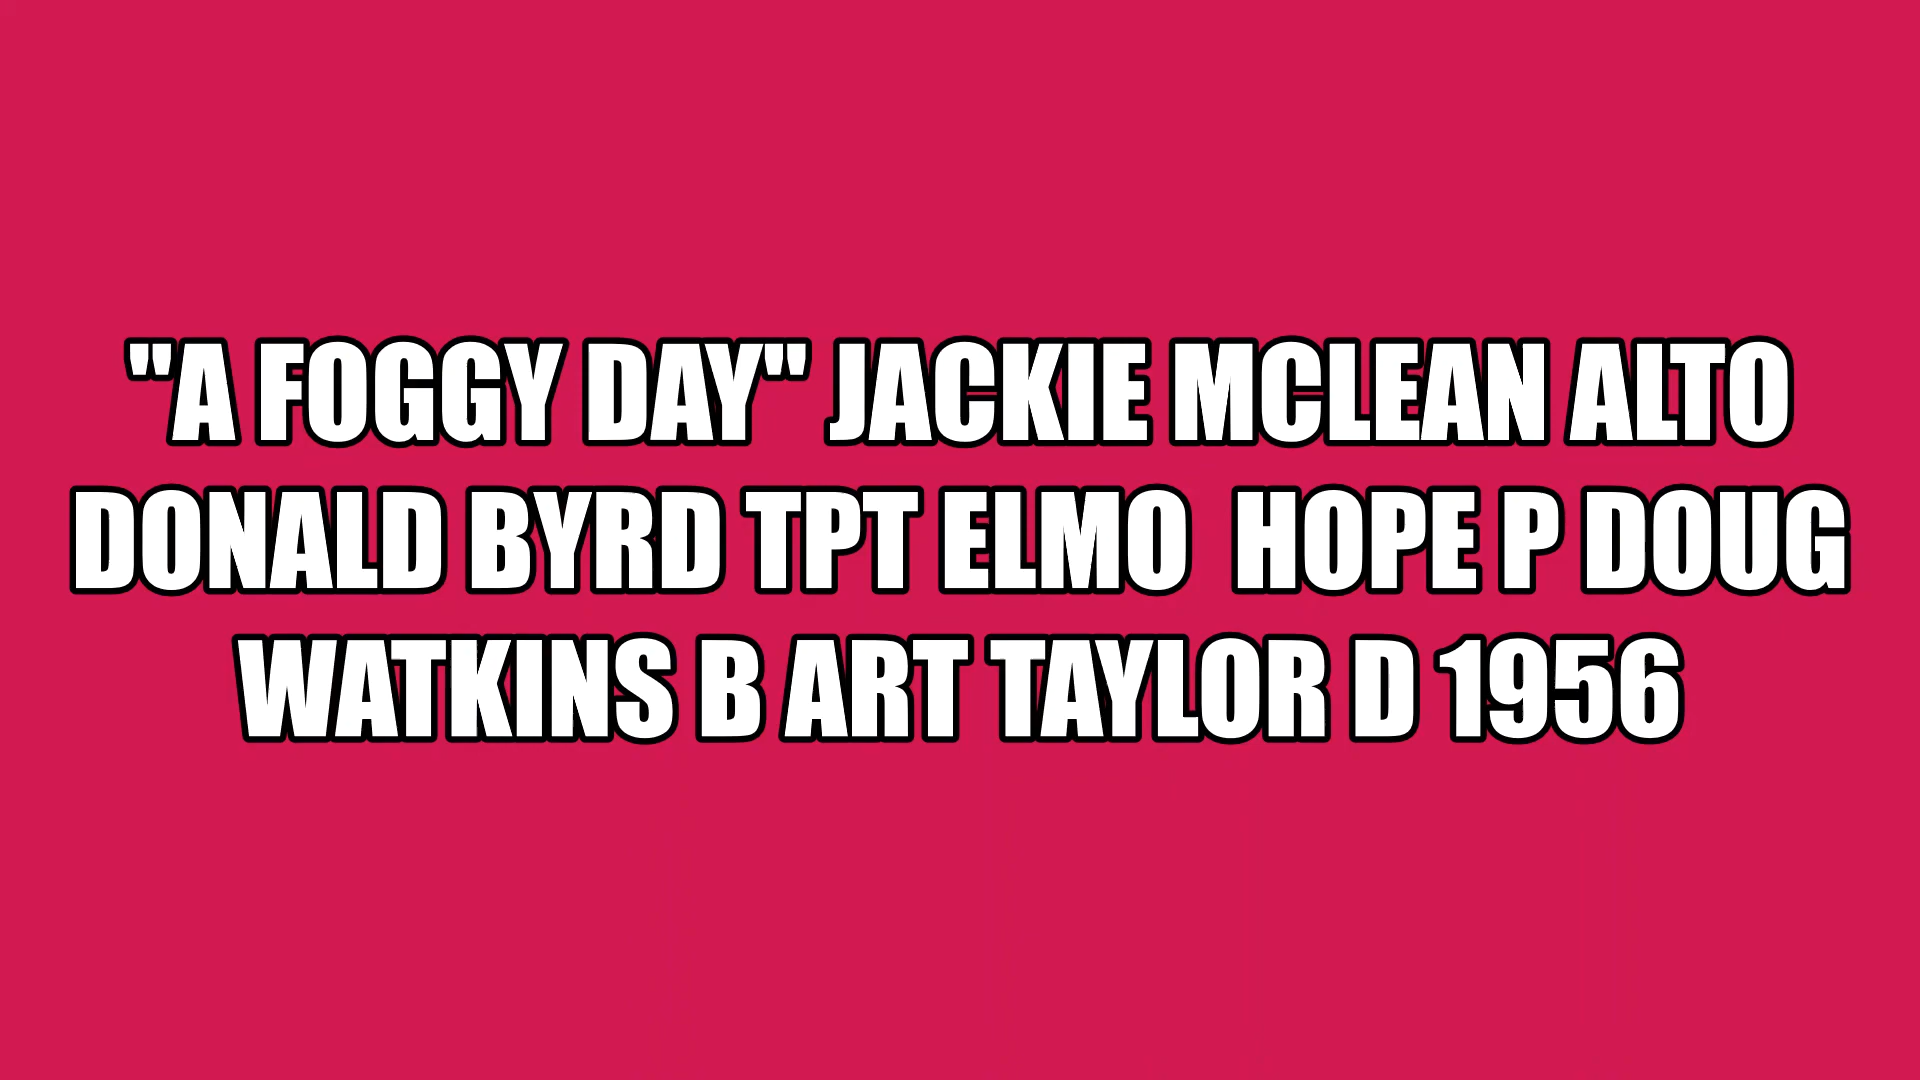 "A FOGGY DAY" JACKIE MCLEAN ALTO
DONALD BYRD TPT ELMO  HOPE P DOUG
WATKINS B ART TAYLOR D 1956